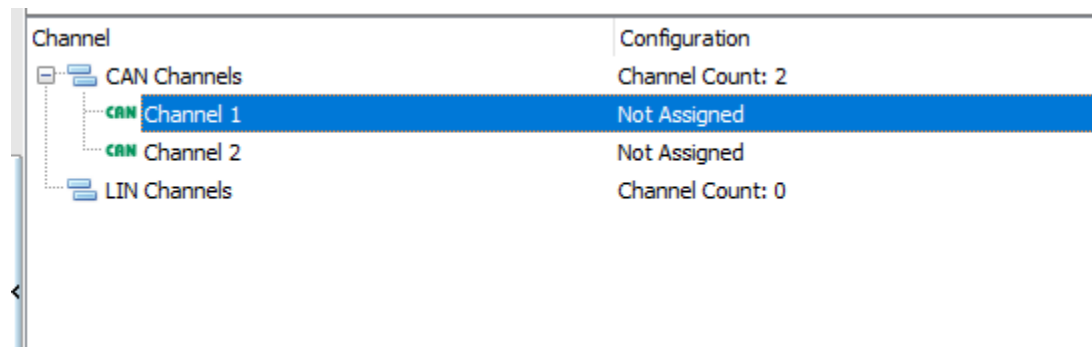 Channel Configuration
CAN Channels Channel Count: 2
CAN Channel 1 Not Assigned
CAN Channel 2 Not Assigned
LIN Channels Channel Count: 0